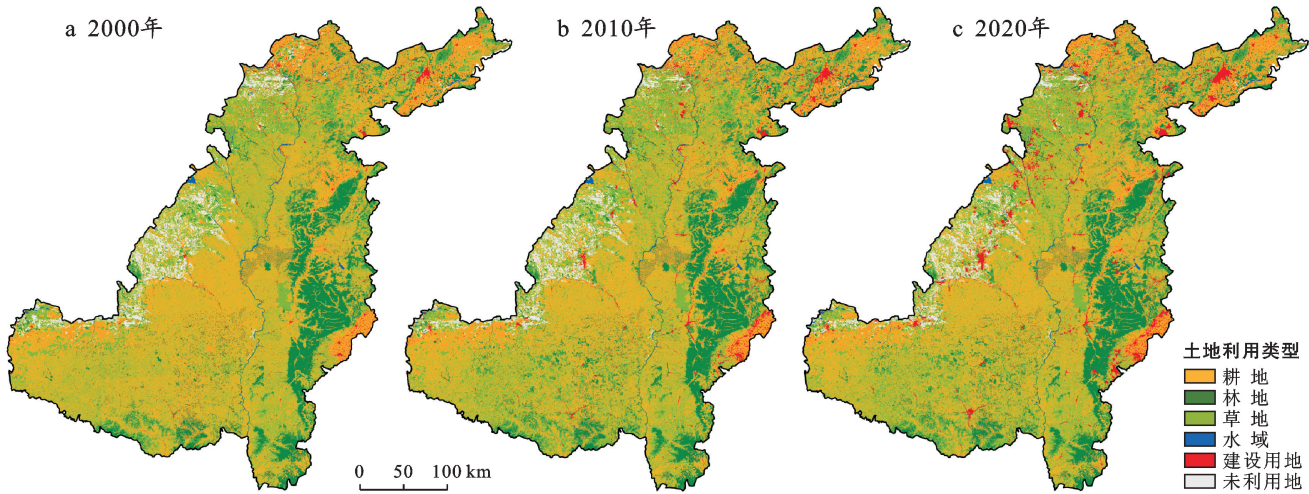 a 2000年
b 2010年
c 2020年
土地利用类型
耕地
林地
草地
水域
建设用地
未利用地
0 50 100 km